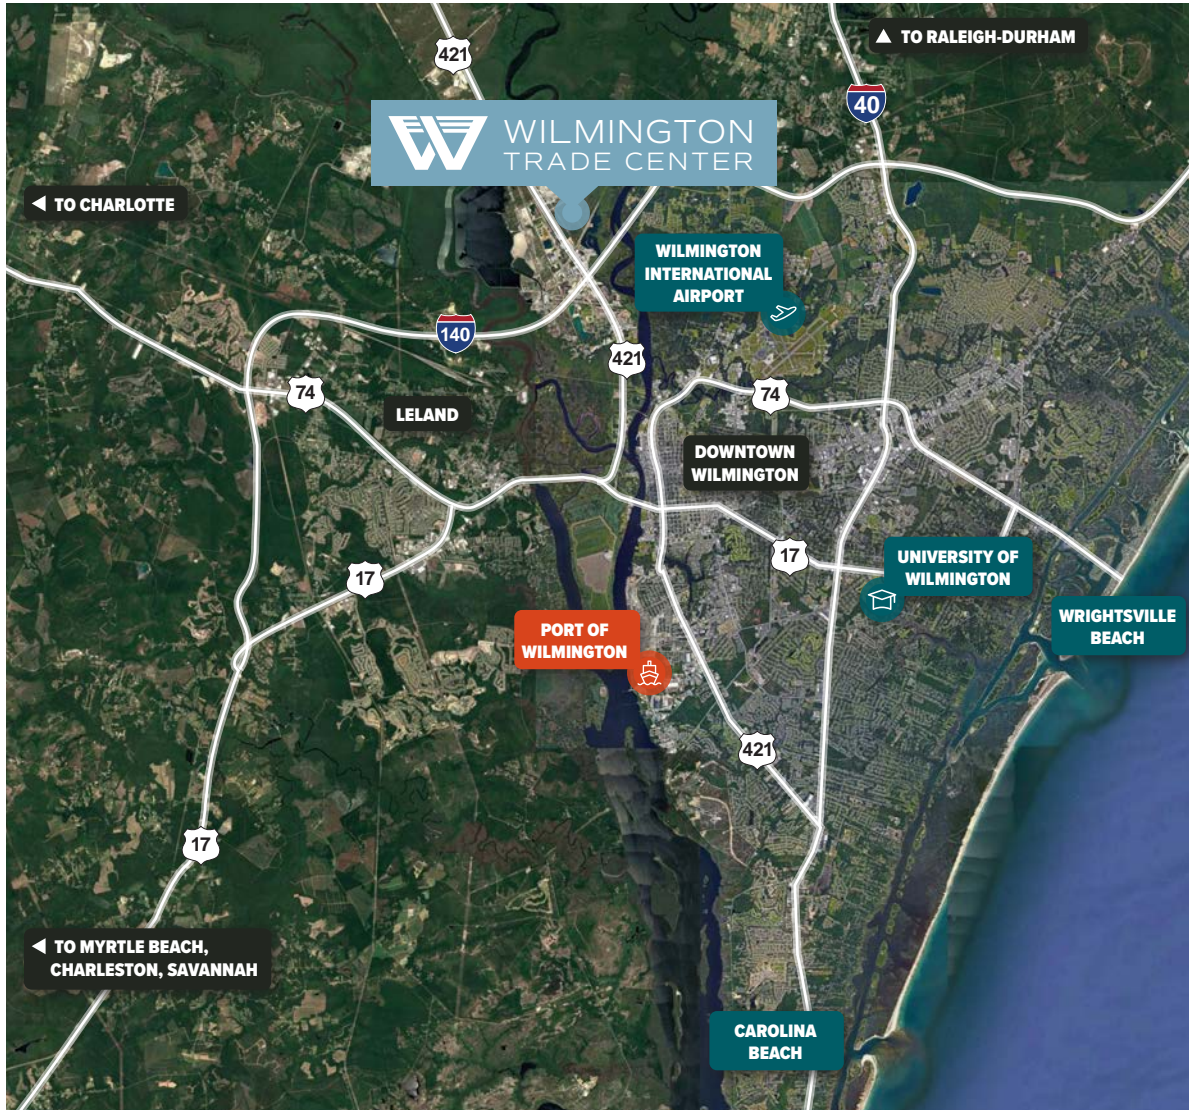 421
▲ TO RALEIGH-DURHAM
40
WILMINGTON
TRADE CENTER
◀ TO CHARLOTTE
WILMINGTON
INTERNATIONAL
AIRPORT
140
421
74
74
LELAND
DOWNTOWN
WILMINGTON
17
UNIVERSITY OF
WILMINGTON
17
WRIGHTSVILLE
BEACH
PORT OF
WILMINGTON
421
17
◀ TO MYRTLE BEACH,
CHARLESTON, SAVANNAH
CAROLINA
BEACH